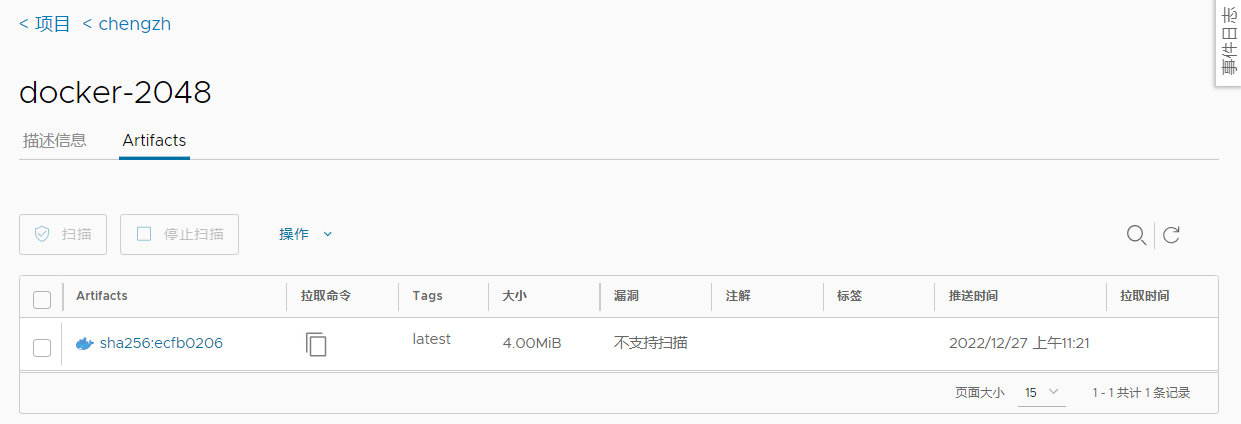 < 项目 < chengzh
事件日志
docker-2048
描述信息 Artifacts
扫描 停止扫描 操作
Artifacts 拉取命令 Tags 大小 漏洞 注解 标签 推送时间 拉取时间
sha256:ecfb0206 latest 4.00MiB 不支持扫描 2022/12/27 上午11:21
页面大小 15 1 - 1 共计 1 条记录